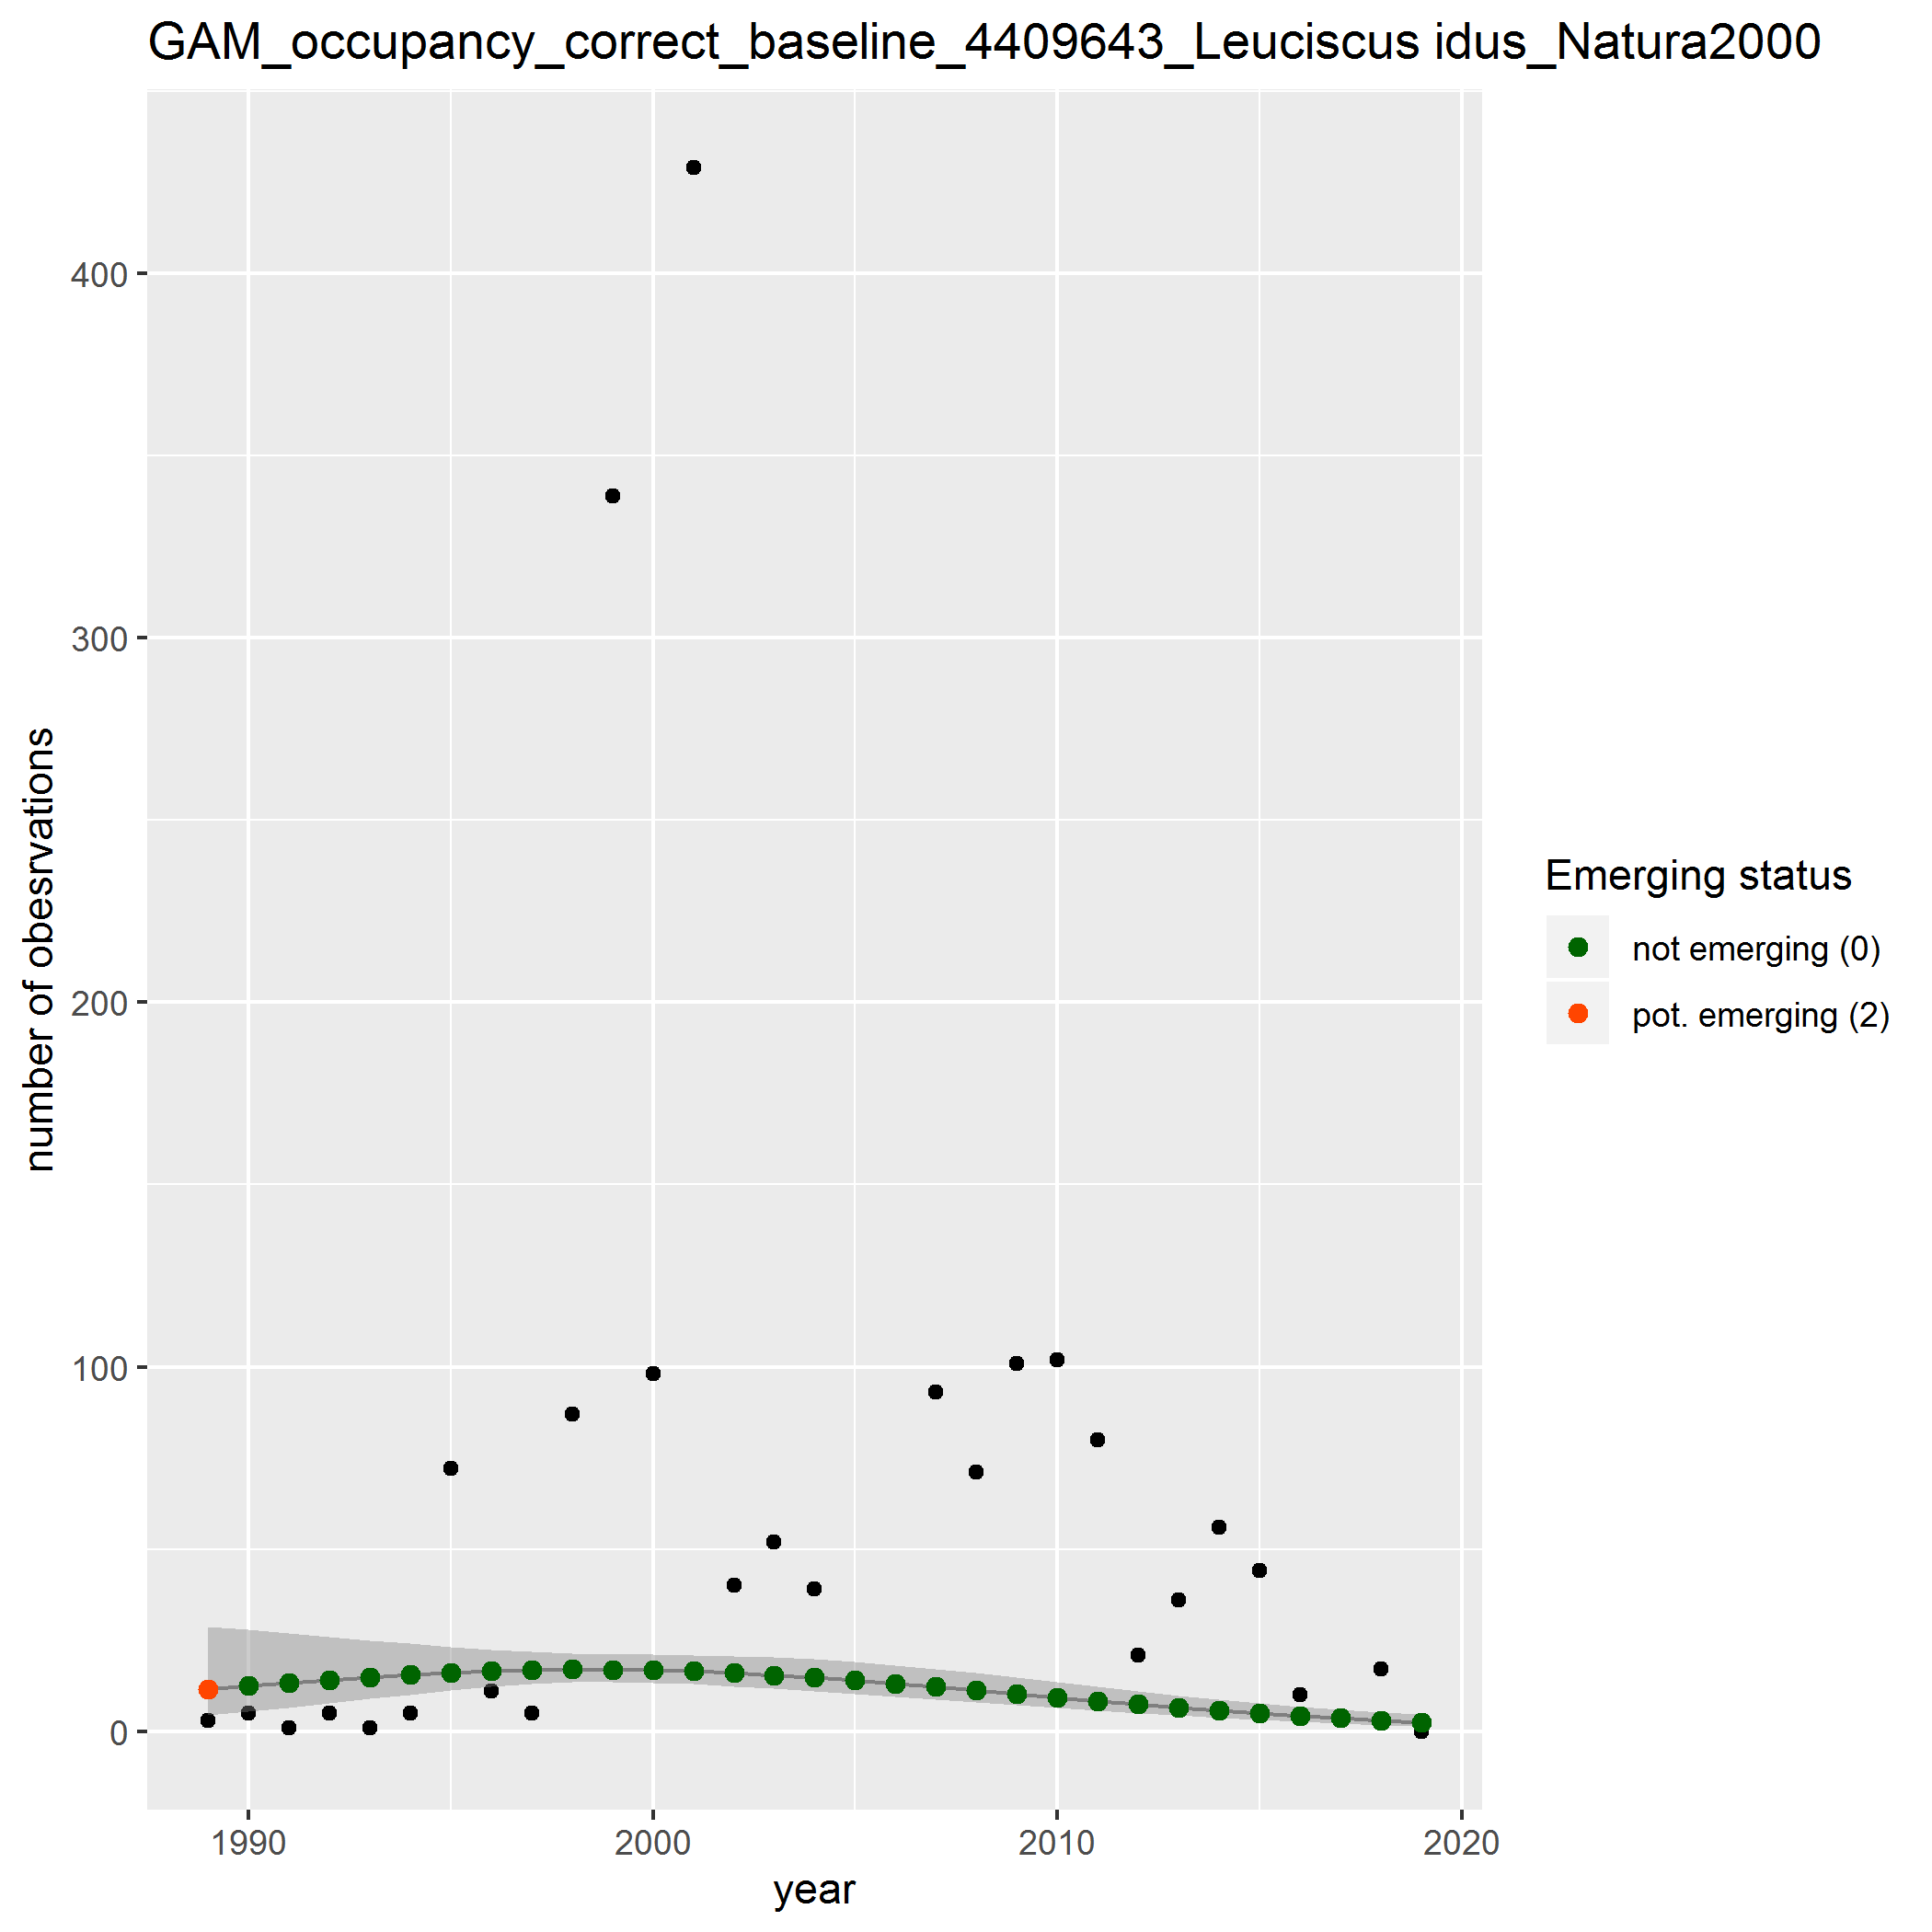 GAM_occupancy_correct_baseline_4409643_Leuciscus idus_Natura2000
400
300
200
100
0
number of obesrvations
1990
2000
2010
2020
year
Emerging status
not emerging (0)
pot. emerging (2)